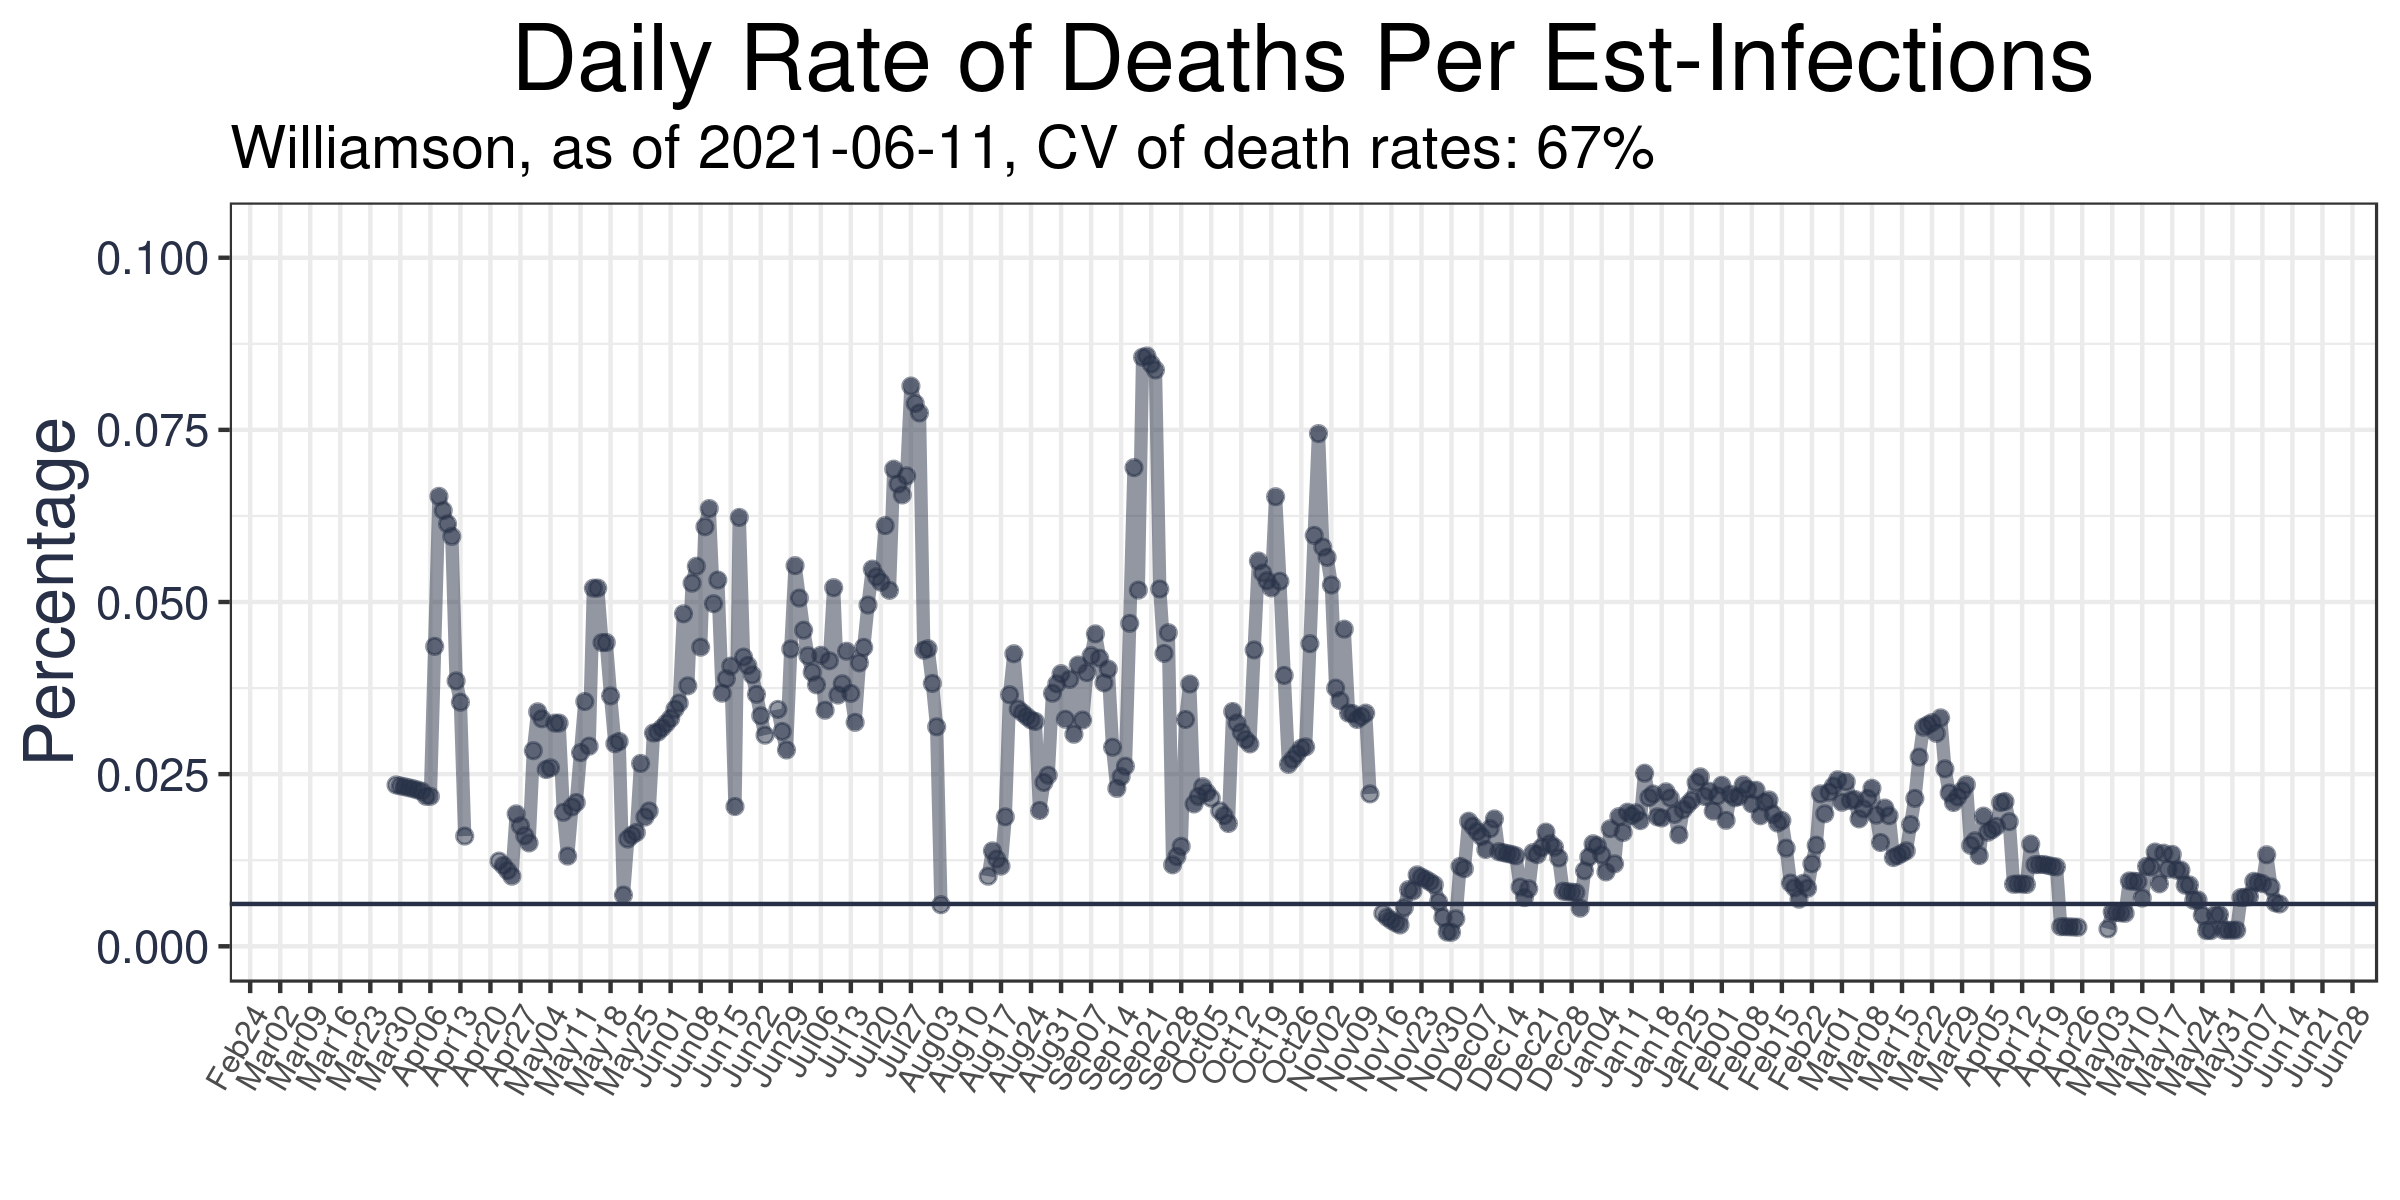 Daily Rate of Deaths Per Est-Infections
Williamson, as of 2021-06-11, CV of death rates: 67%
Percentage
0.100
0.075
0.050
0.025
0.000
Feb24
Mar02
Mar09
Mar16
Mar23
Mar30
Apr06
Apr13
Apr20
Apr27
May04
May11
May18
May25
Jun01
Jun08
Jun15
Jun22
Jun29
Jul06
Jul13
Jul20
Jul27
Aug03
Aug10
Aug17
Aug24
Aug31
Sep07
Sep14
Sep21
Sep28
Oct05
Oct12
Oct19
Oct26
Nov02
Nov09
Nov16
Nov23
Nov30
Dec07
Dec14
Dec21
Dec28
Jan04
Jan11
Jan18
Jan25
Feb01
Feb08
Feb15
Feb22
Mar01
Mar08
Mar15
Mar22
Mar29
Apr05
Apr12
Apr19
Apr26
May03
May10
May17
May24
May31
Jun07
Jun14
Jun21
Jun28